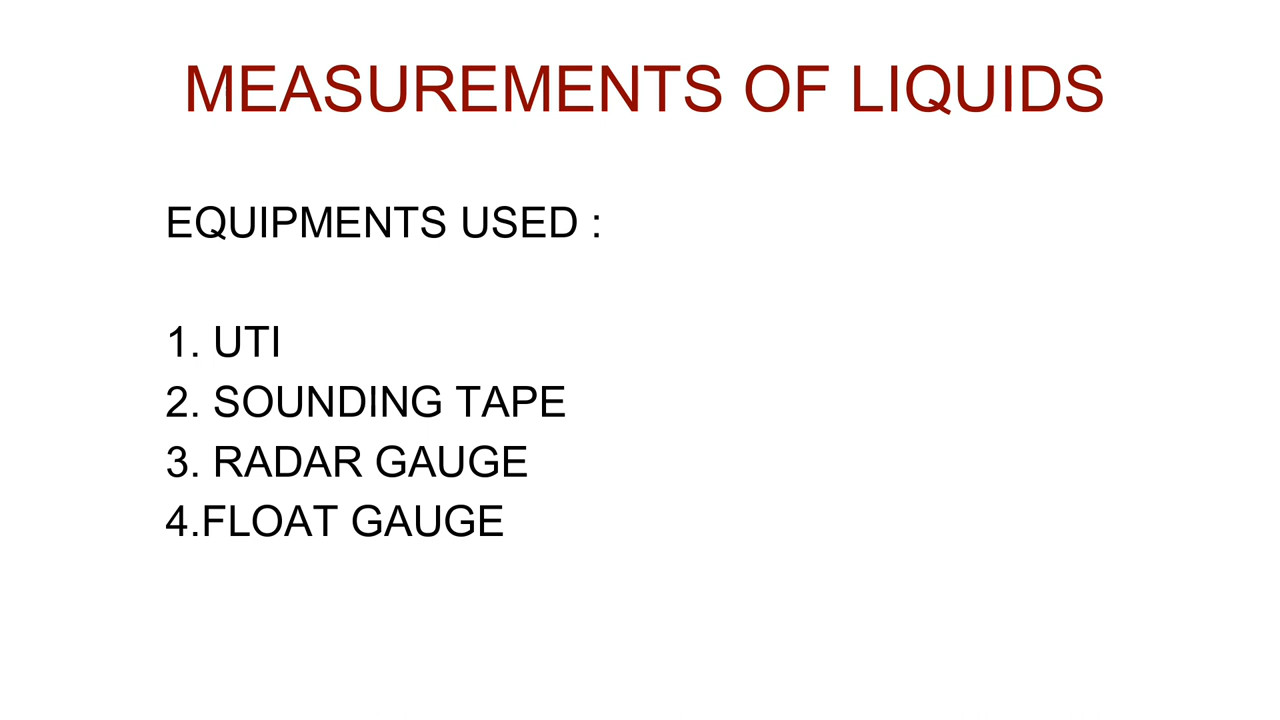 MEASUREMENTS OF LIQUIDS
EQUIPMENTS USED :
1. UTI
2. SOUNDING TAPE
3. RADAR GAUGE
4.FLOAT GAUGE